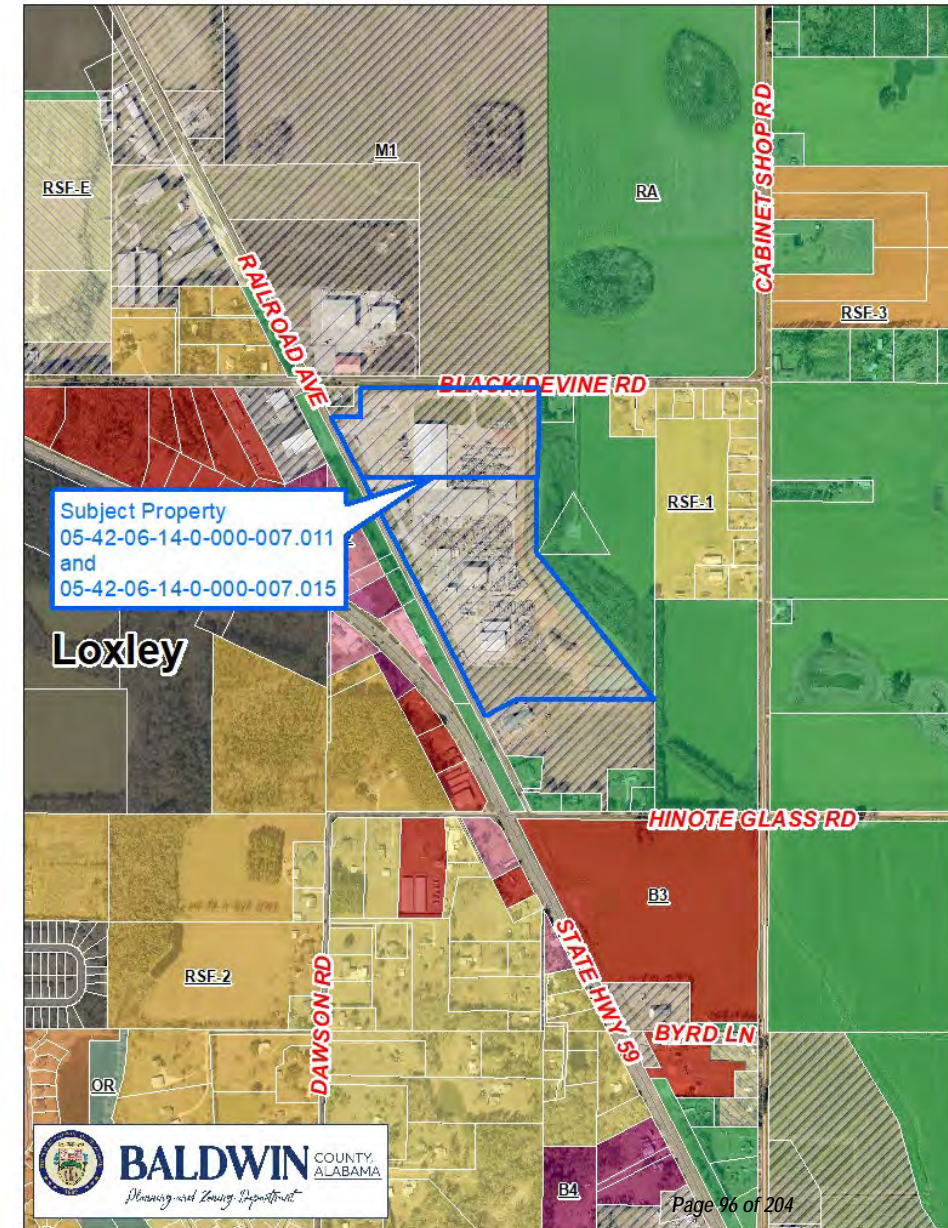 M1
RSF-E
RA
CABINET SHOP RD
RSF-3
RAILROAD AVE
BLACK DEVINE RD
RSF-1
Subject Property
05-42-06-14-0-000-007.011
and
05-42-06-14-0-000-007.015
Loxley
HINOTE GLASS RD
B3
STATE HWY 59
RSF-2
DAWSON RD
BYRD LN
OR
BALDWIN COUNTY, ALABAMA
Planning and Zoning Department
B4
Page 96 of 204